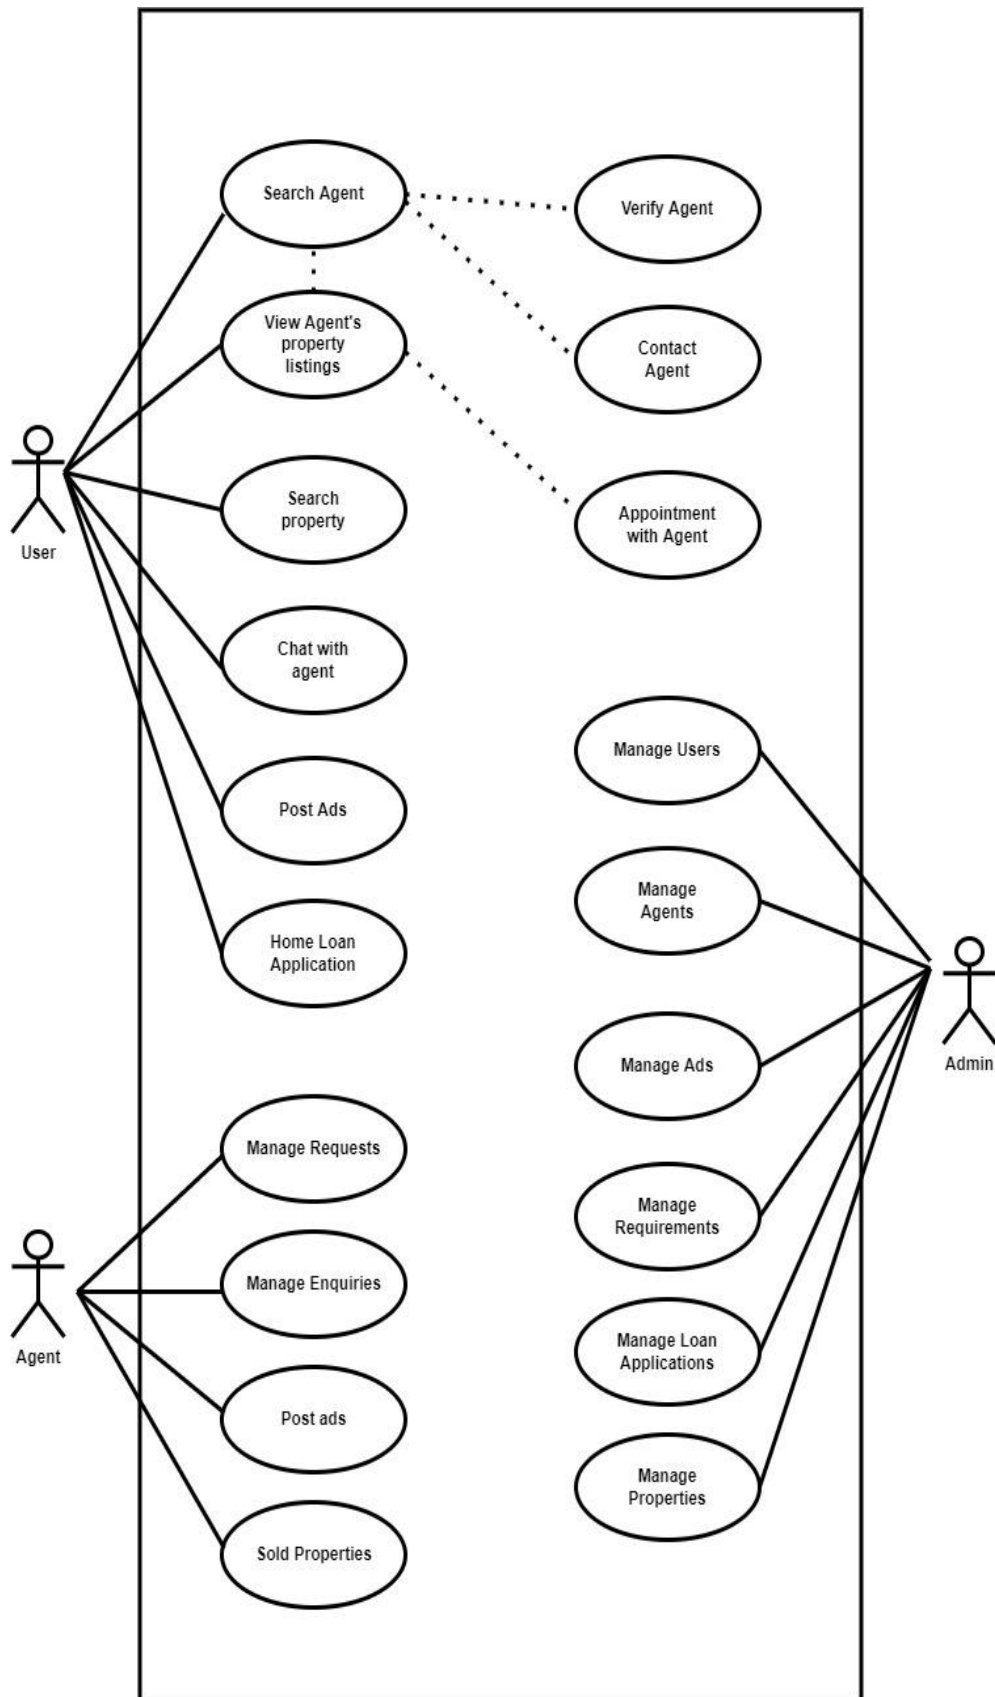 Search Agent
Verify Agent
View Agent's
property
listings
Contact
Agent
Search
property
Appointment
with Agent
User
Chat with
agent
Manage Users
Post Ads
Manage
Agents
Home Loan
Application
Manage Ads
Admin
Manage Requests
Manage
Requirements
Manage Enquiries
Agent
Manage Loan
Applications
Post ads
Manage
Properties
Sold Properties